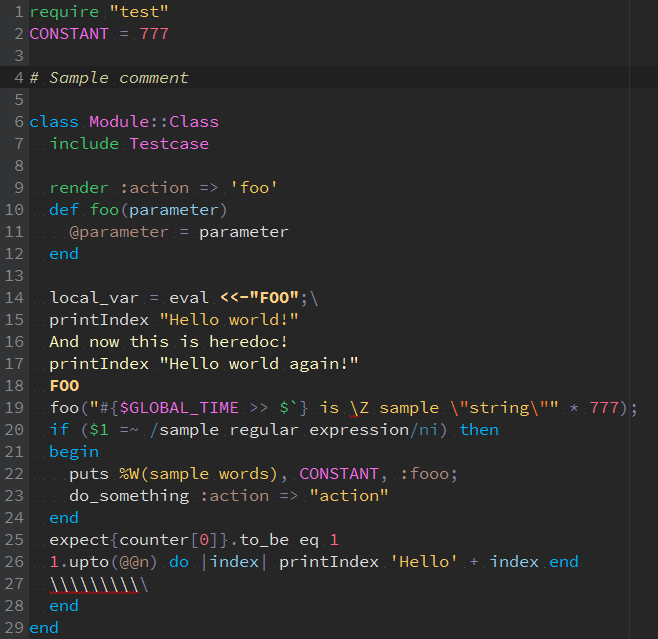 1 require "test"
2 CONSTANT = 777
3
4 # Sample comment
5
6 class Module::Class
7   include Testcase
8
9   render :action => 'foo'
10   def foo(parameter)
11     @parameter = parameter
12   end
13
14   local_var = eval <<-"FOO";\
15   printIndex "Hello world!"
16   And now this is heredoc!
17   printIndex "Hello world again!"
18   FOO
19   foo("#{$GLOBAL_TIME >> $`} is \Z sample \"string\"" * 777);
20   if ($1 =~ /sample regular expression/ni) then
21   begin
22     puts %W(sample words), CONSTANT, :fooo;
23     do_something :action => "action"
24   end
25   expect{counter[0]}.to_be eq 1
26   1.upto(@@n) do |index| printIndex 'Hello' + index end
27   \\\\\\\\\\
28   end
29 end